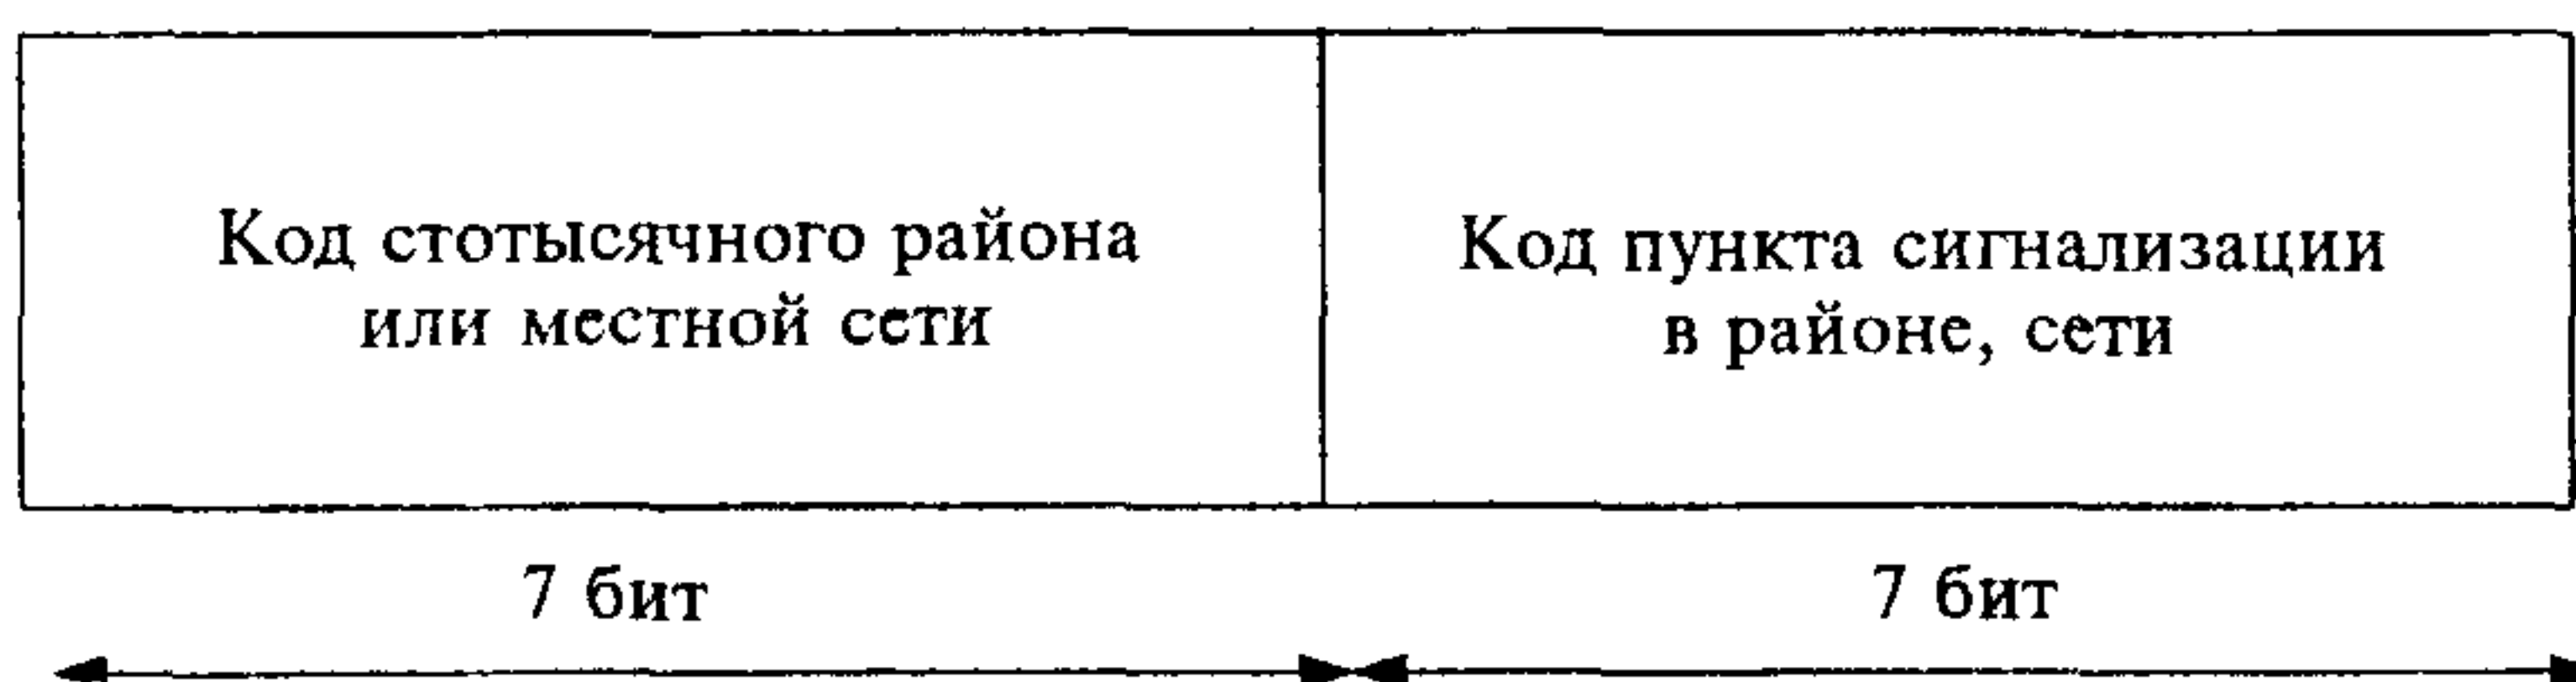 Код стотысячного района
или местной сети
Код пункта сигнализации
в районе, сети
7 бит
7 бит